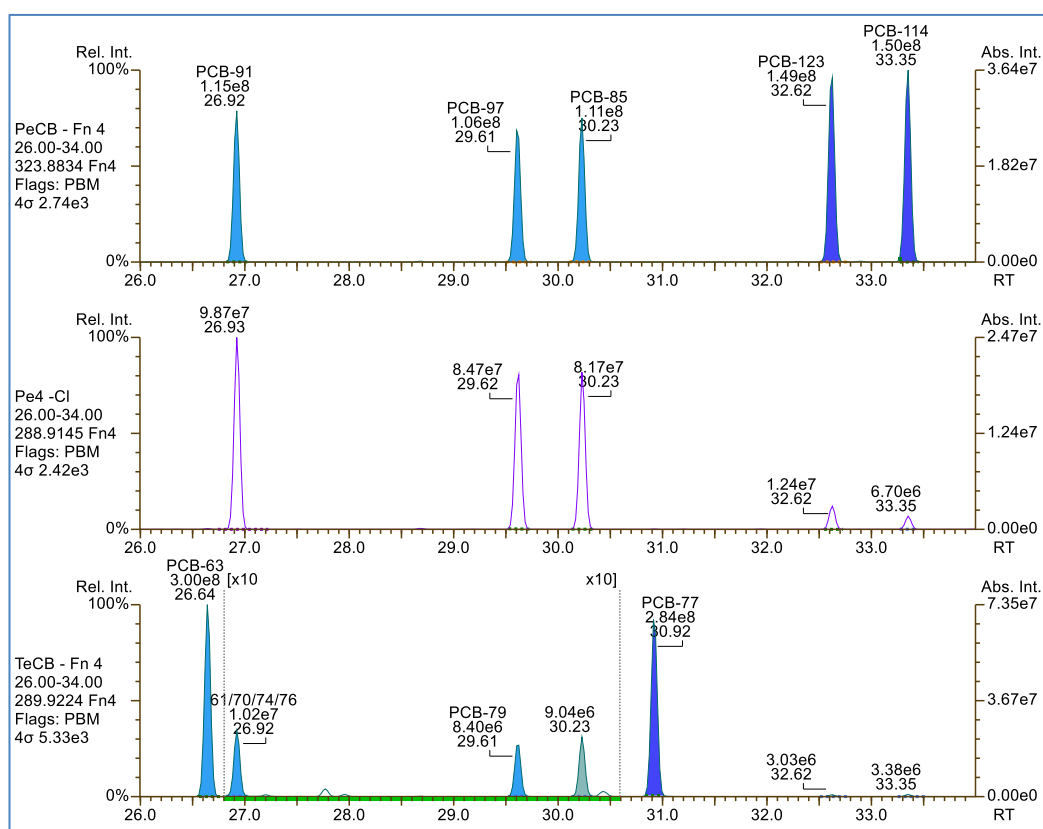 Rel. Int.
100%
0%
PeCB - Fn 4
26.00-34.00
323.8834 Fn4
Flags: PBM
4σ 2.74e3
PCB-91
1.15e8
26.92
PCB-97
1.06e8
29.61
PCB-85
1.11e8
30.23
PCB-123
1.49e8
32.62
PCB-114
1.50e8
33.35
Abs. Int.
3.64e7
1.82e7
0.00e0
26.0 27.0 28.0 29.0 30.0 31.0 32.0 33.0 RT
Rel. Int.
100%
0%
Pe4 -Cl
26.00-34.00
288.9145 Fn4
Flags: PBM
4σ 2.42e3
9.87e7
26.93
8.47e7
29.62
8.17e7
30.23
1.24e7
32.62
6.70e6
33.35
Abs. Int.
2.47e7
1.24e7
0.00e0
26.0 27.0 28.0 29.0 30.0 31.0 32.0 33.0 RT
Rel. Int.
100%
0%
TeCB - Fn 4
26.00-34.00
289.9224 Fn4
Flags: PBM
4σ 5.33e3
PCB-63
3.00e8
26.64
[x10
x10]
61/70/74/76
1.02e7
26.92
PCB-79
8.40e6
29.61
9.04e6
30.23
PCB-77
2.84e8
30.92
3.03e6
32.62
3.38e6
33.35
Abs. Int.
7.35e7
3.67e7
0.00e0
26.0 27.0 28.0 29.0 30.0 31.0 32.0 33.0 RT